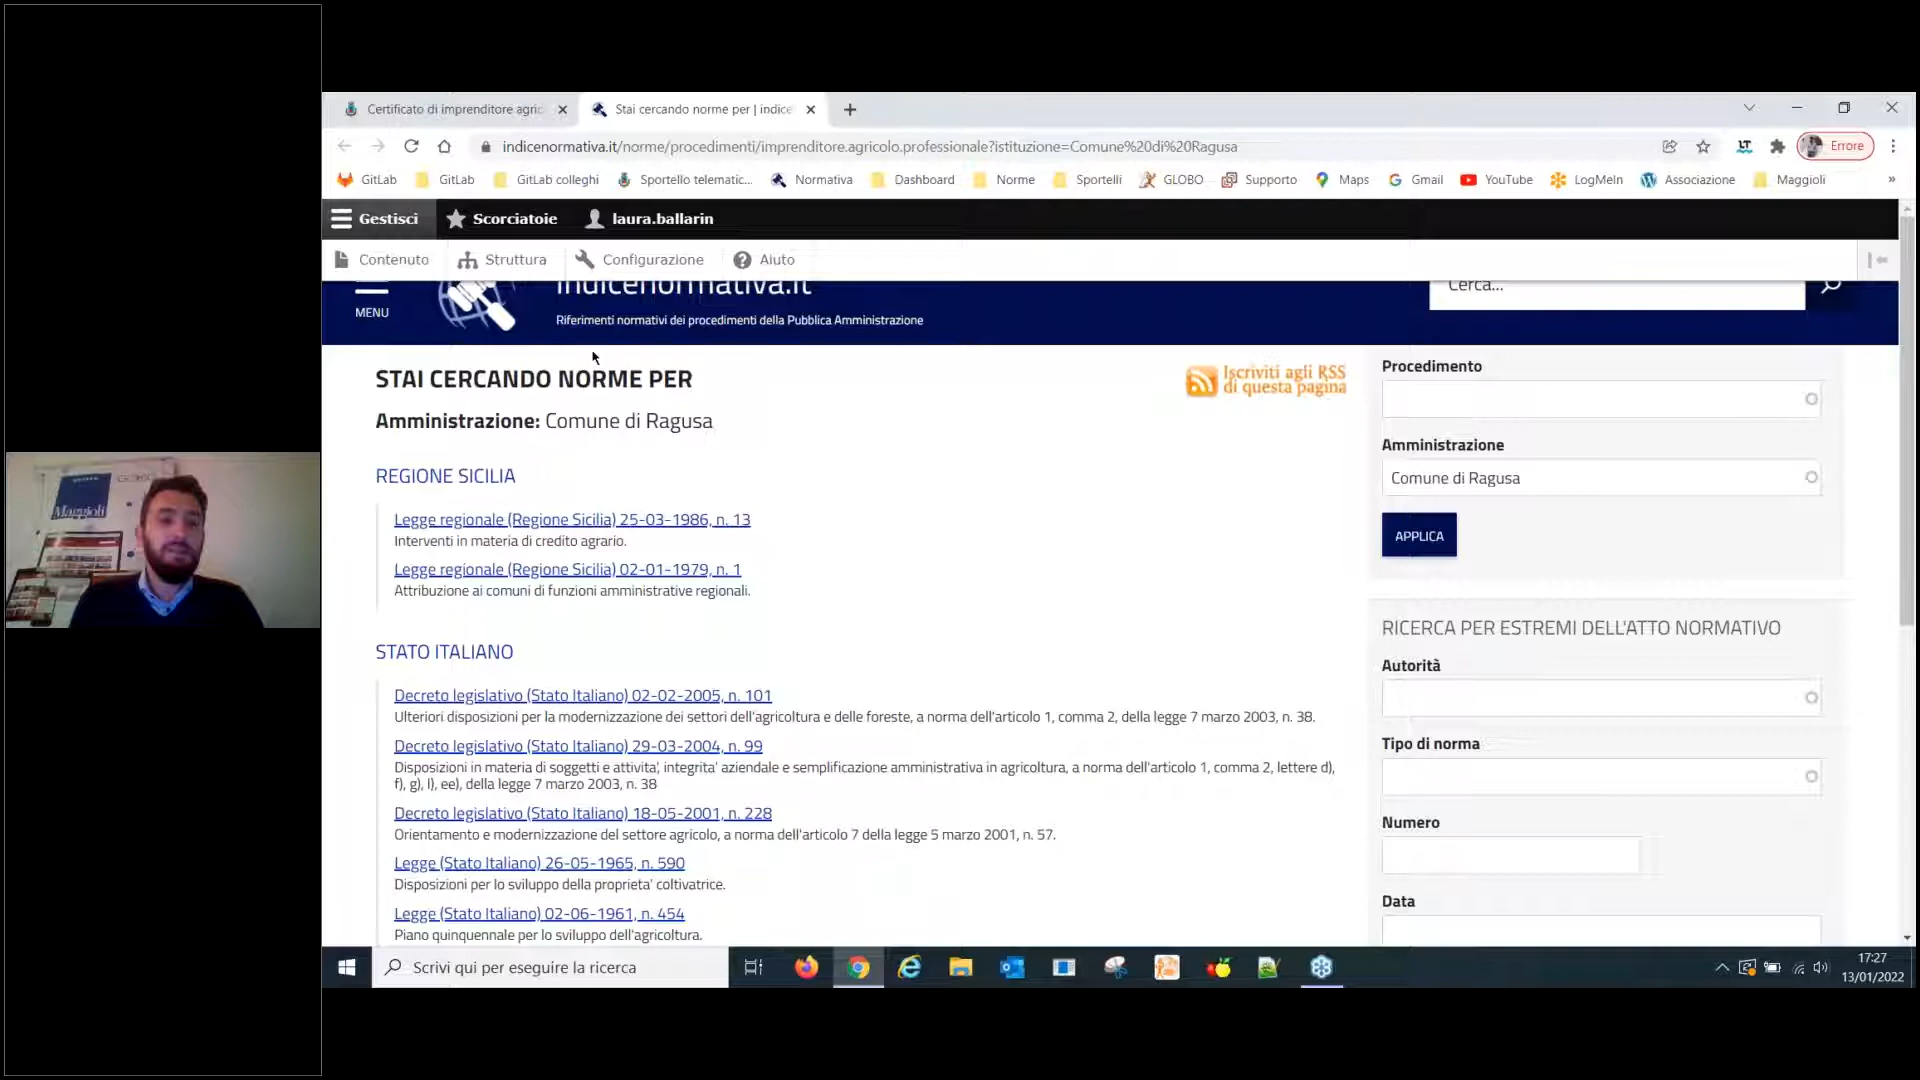 Certificato di imprenditore agric
Stai cercando norme per | indice
indicenormativa.it/norme/procedimenti/imprenditore.agricolo.professionale?istituzione=Comune%20di%20Ragusa
Errore
GitLab
GitLab
GitLab colleghi
Sportello telematic...
Normativa
Dashboard
Norme
Sportelli
GLOBO
Supporto
Maps
Gmail
YouTube
LogMeIn
Associazione
Maggioli
»
Gestisci
Scorciatoie
laura.ballarin
Contenuto
Struttura
Configurazione
Aiuto
MENU
indicenormativa.it
Riferimenti normativi dei procedimenti della Pubblica Amministrazione
Cerca...
STAI CERCANDO NORME PER
Iscriviti agli RSS
di questa pagina
Amministrazione: Comune di Ragusa
REGIONE SICILIA
Legge regionale (Regione Sicilia) 25-03-1986, n. 13
Interventi in materia di credito agrario.
Legge regionale (Regione Sicilia) 02-01-1979, n. 1
Attribuzione ai comuni di funzioni amministrative regionali.
STATO ITALIANO
Decreto legislativo (Stato Italiano) 02-02-2005, n. 101
Ulteriori disposizioni per la modernizzazione dei settori dell'agricoltura e delle foreste, a norma dell'articolo 1, comma 2, della legge 7 marzo 2003, n. 38.
Decreto legislativo (Stato Italiano) 29-03-2004, n. 99
Disposizioni in materia di soggetti e attivita', integrita' aziendale e semplificazione amministrativa in agricoltura, a norma dell'articolo 1, comma 2, lettere d),
f), g), l), ee), della legge 7 marzo 2003, n. 38
Decreto legislativo (Stato Italiano) 18-05-2001, n. 228
Orientamento e modernizzazione del settore agricolo, a norma dell'articolo 7 della legge 5 marzo 2001, n. 57.
Legge (Stato Italiano) 26-05-1965, n. 590
Disposizioni per lo sviluppo della proprieta' coltivatrice.
Legge (Stato Italiano) 02-06-1961, n. 454
Piano quinquennale per lo sviluppo dell'agricoltura.
Procedimento
Amministrazione
Comune di Ragusa
APPLICA
RICERCA PER ESTREMI DELL'ATTO NORMATIVO
Autorità
Tipo di norma
Numero
Data
Maggioli
Scrivi qui per eseguire la ricerca
17:27
13/01/2022